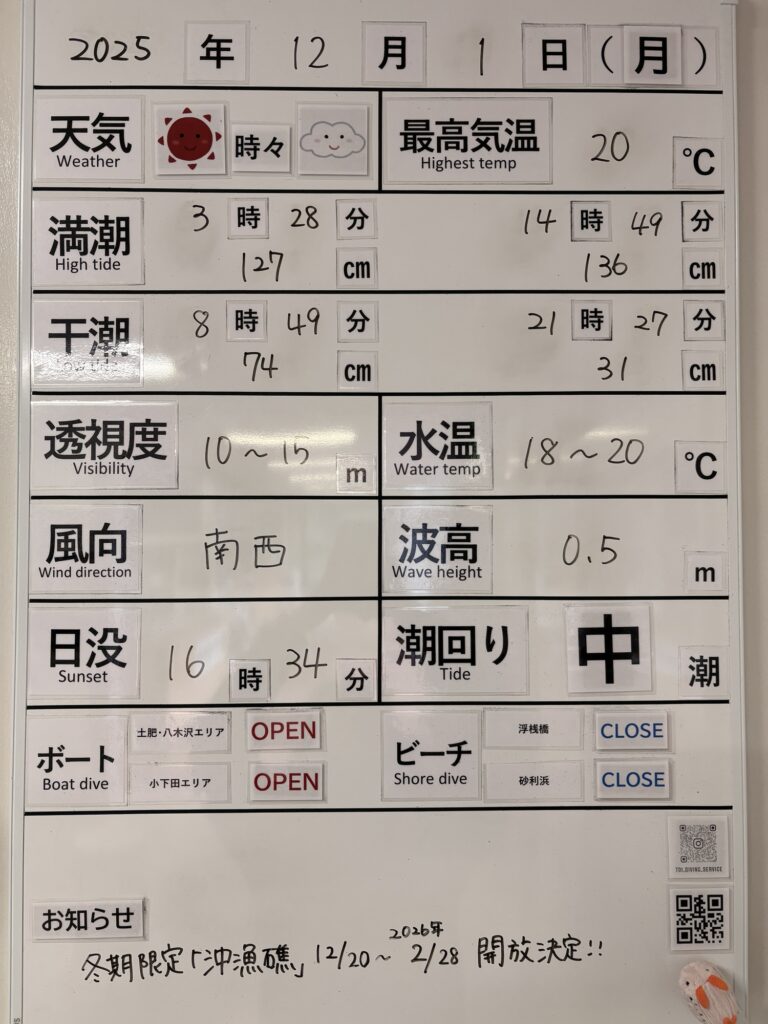 2025 年 12 月 1 日 (月)
天気 時々 最高気温 20 ℃
Weather Highest temp
満潮 3 時 28 分 14 時 49 分
High tide 127 cm 136 cm
干潮 8 時 49 分 21 時 27 分
Low tide 74 cm 31 cm
透視度 10～15 m 水温 18～20 ℃
Visibility Water temp
風向 南西 波高 0.5 m
Wind direction Wave height
日没 16 時 34 分 潮回り 中 潮
Sunset Tide
ボート 土肥・八木沢エリア OPEN ビーチ 浮桟橋 CLOSE
Boat dive 小下田エリア OPEN Shore dive 砂利浜 CLOSE
TOI_DIVING_SERVICE
お知らせ
冬期限定「沖漁礁」12/20～2026年 2/28 開放決定!!